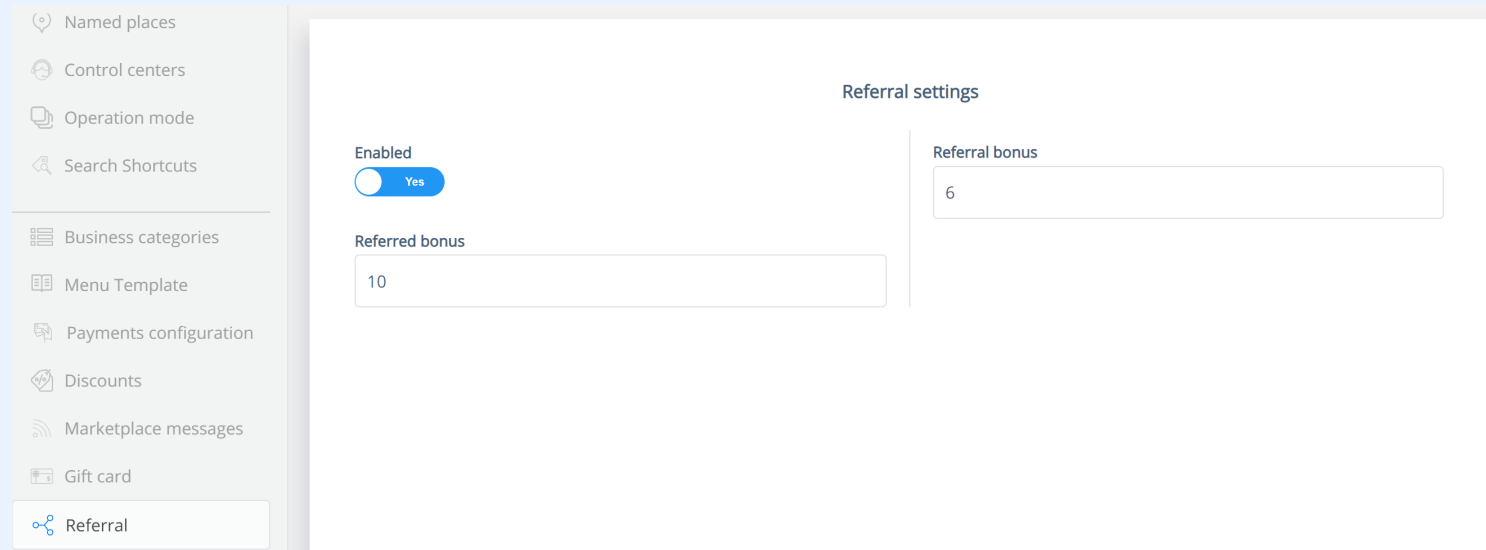 Named places
Control centers
Operation mode
Search Shortcuts
Business categories
Menu Template
Payments configuration
Discounts
Marketplace messages
Gift card
Referral
Referral settings
Enabled
Yes
Referred bonus
10
Referral bonus
6